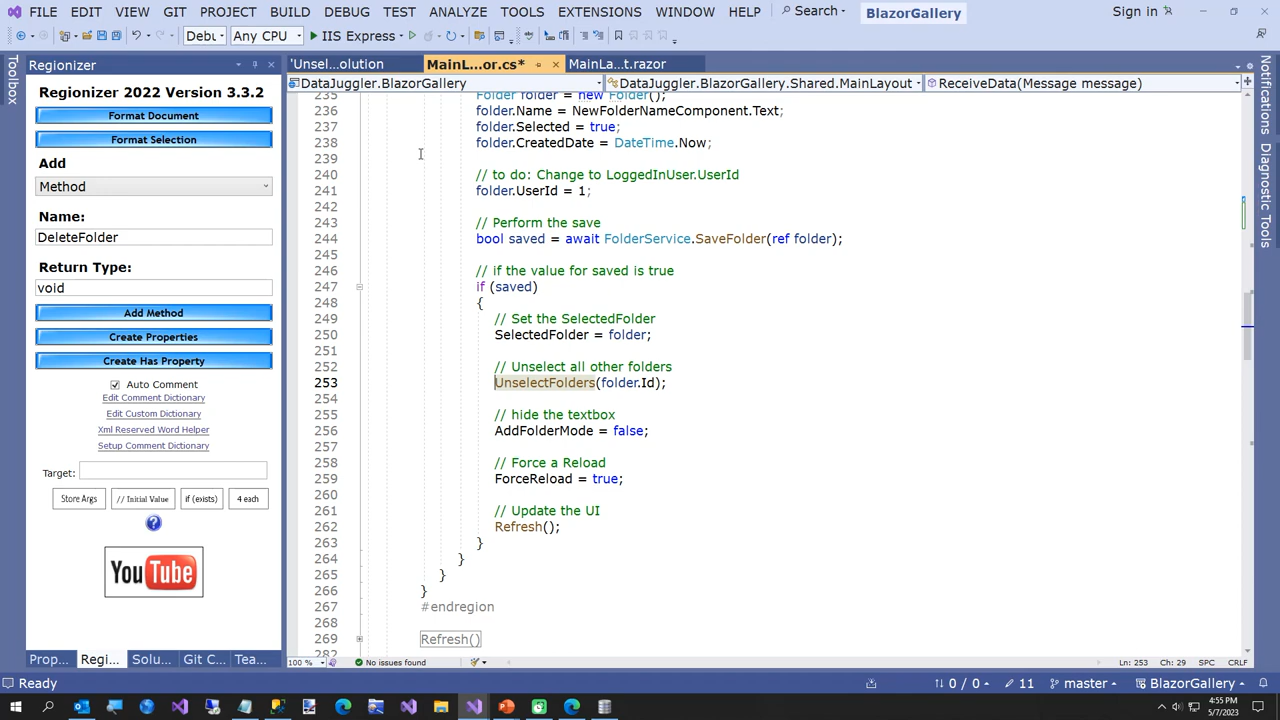 FILE EDIT VIEW GIT PROJECT BUILD DEBUG TEST ANALYZE TOOLS EXTENSIONS WINDOW HELP Search BlazorGallery Sign in
Debu Any CPU IIS Express
Toolbox
Regionizer
Regionizer 2022 Version 3.3.2
Format Document
Format Selection
Add
Method
Name:
DeleteFolder
Return Type:
void
Add Method
Create Properties
Create Has Property
Auto Comment
Edit Comment Dictionary
Edit Custom Dictionary
Xml Reserved Word Helper
Setup Comment Dictionary
Target:
Store Args // Initial Value if (exists) 4 each
You Tube
Prop... Regi... Solu... Git C... Tea...
'Unsel...olution MainL...or.cs* MainLa...t.razor
DataJuggler.BlazorGallery DataJuggler.BlazorGallery.Shared.MainLayout ReceiveData(Message message)
235 Folder folder = new Folder();
236 folder.Name = NewFolderNameComponent.Text;
237 folder.Selected = true;
238 folder.CreatedDate = DateTime.Now;
239
240 // to do: Change to LoggedInUser.UserId
241 folder.UserId = 1;
242
243 // Perform the save
244 bool saved = await FolderService.SaveFolder(ref folder);
245
246 // if the value for saved is true
247 if (saved)
248 {
249 // Set the SelectedFolder
250 SelectedFolder = folder;
251
252 // Unselect all other folders
253 UnselectFolders(folder.Id);
254
255 // hide the textbox
256 AddFolderMode = false;
257
258 // Force a Reload
259 ForceReload = true;
260
261 // Update the UI
262 Refresh();
263 }
264 }
265 }
266 }
267 #endregion
268
269 Refresh()
282
100 % No issues found Ln: 253 Ch: 29 SPC CRLF
Notifications
Diagnostic Tools
Ready 0 / 0 11 master BlazorGallery
4:55 PM
5/7/2023